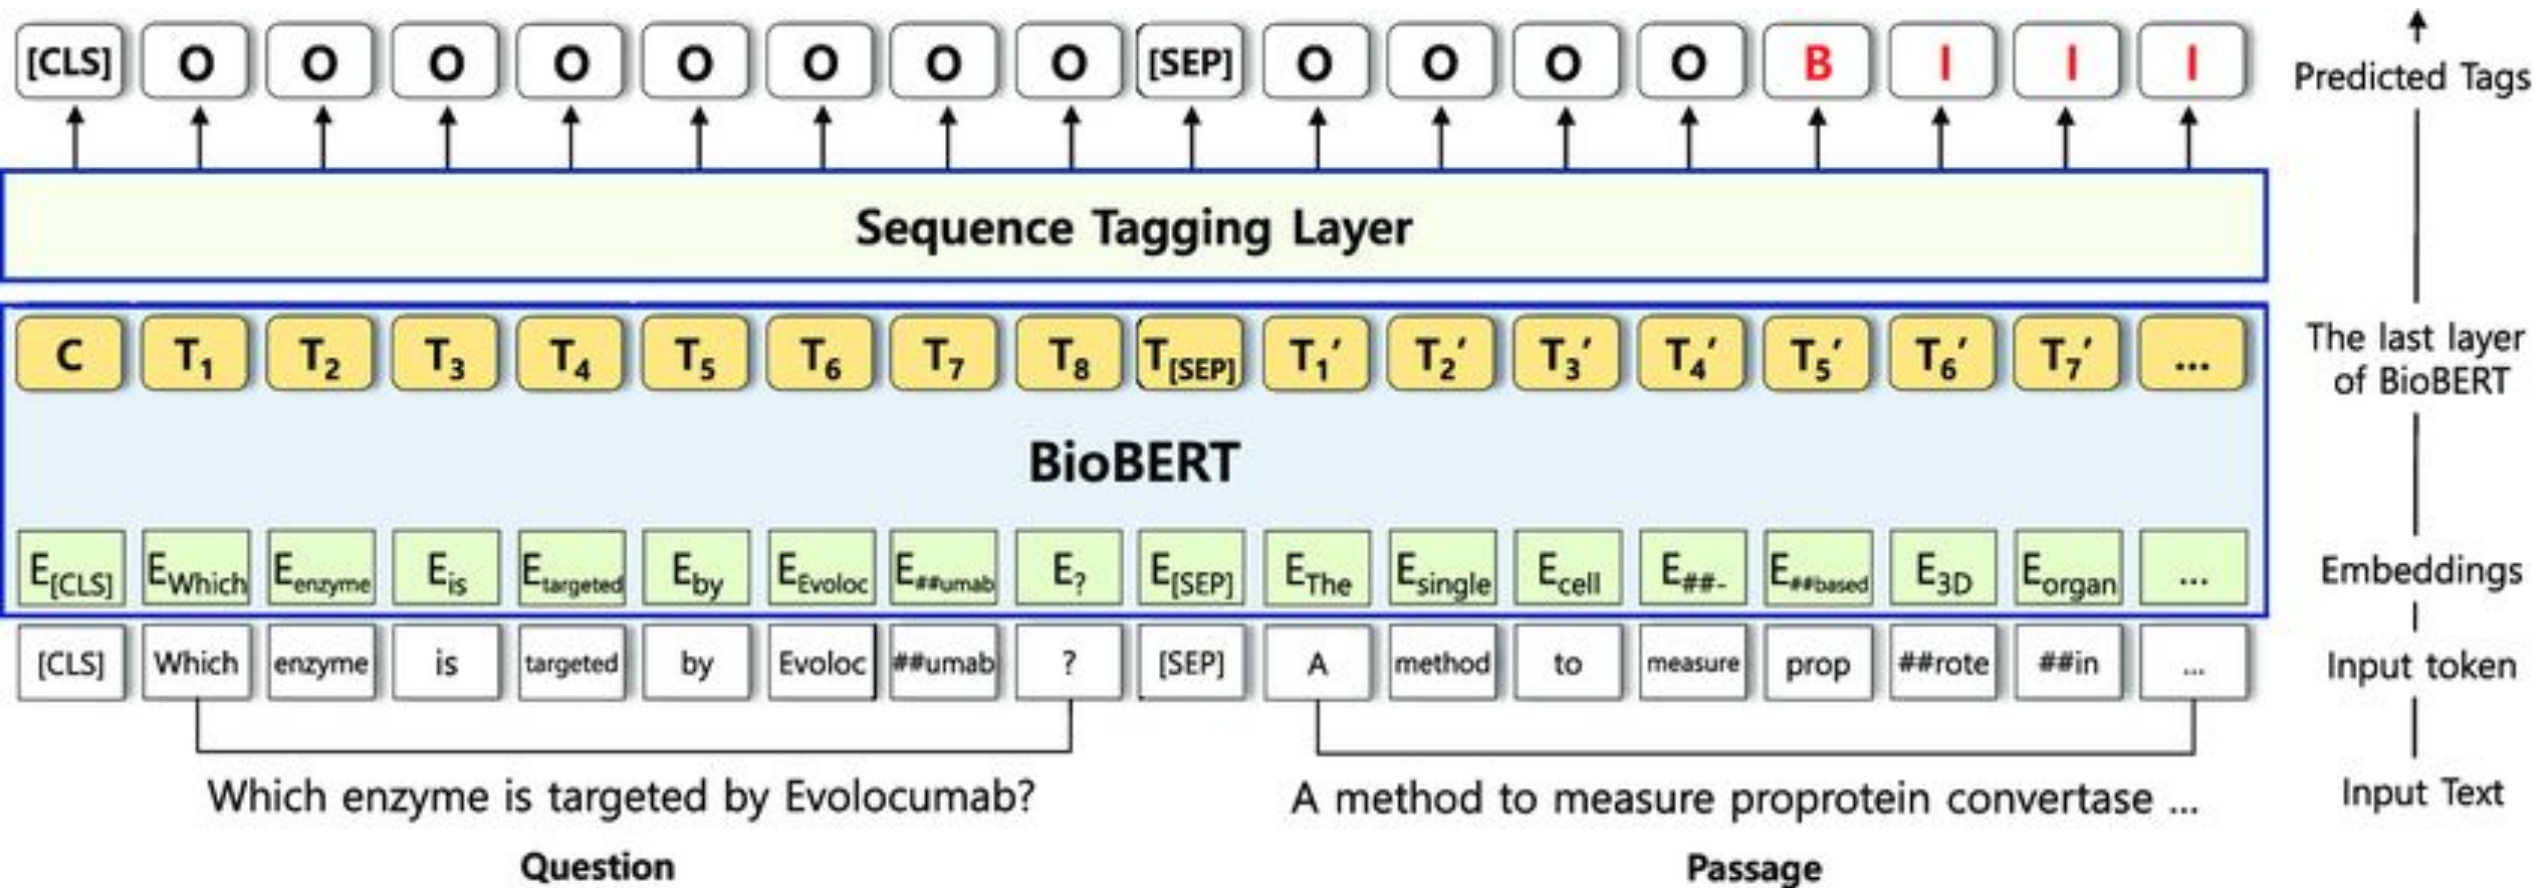 [CLS] O O O O O O O O [SEP] O O O O B I I I
Predicted Tags
Sequence Tagging Layer
C T1 T2 T3 T4 T5 T6 T7 T8 T[SEP] T1′ T2′ T3′ T4′ T5′ T6′ T7′ ...
The last layer
of BioBERT
BioBERT
E[CLS] EWhich Eenzyme Eis Etargeted Eby EEvoloc E##umab E? E[SEP] EThe Esingle Ecell E##- E##based E3D Eorgan ...
Embeddings
[CLS] Which enzyme is targeted by Evoloc ##umab ? [SEP] A method to measure prop ##rote ##in ...
Input token
Which enzyme is targeted by Evolocumab?
A method to measure proprotein convertase ...
Input Text
Question
Passage